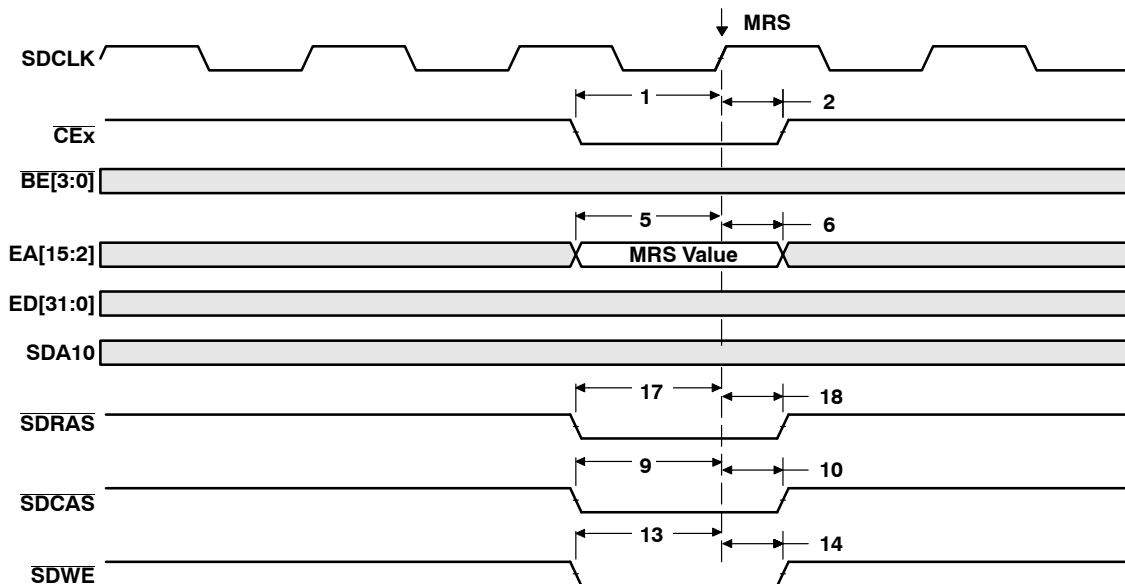 MRS
SDCLK
1
2
CEx
BE[3:0]
5
6
EA[15:2]
MRS Value
ED[31:0]
SDA10
17
18
SDRAS
9
10
SDCAS
13
14
SDWE